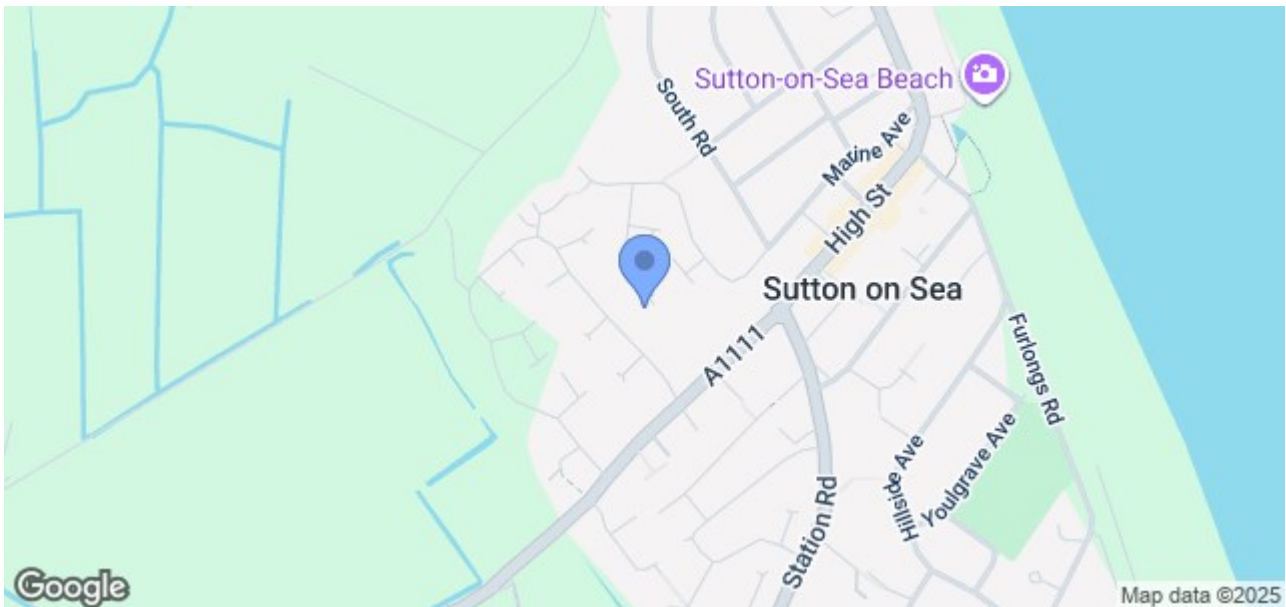 Sutton-on-Sea Beach
South Rd
Marine Ave
High St
Sutton on Sea
A1111
Furlongs Rd
Hillside Ave
Youlgrave Ave
Station Rd
Google
Map data ©2025